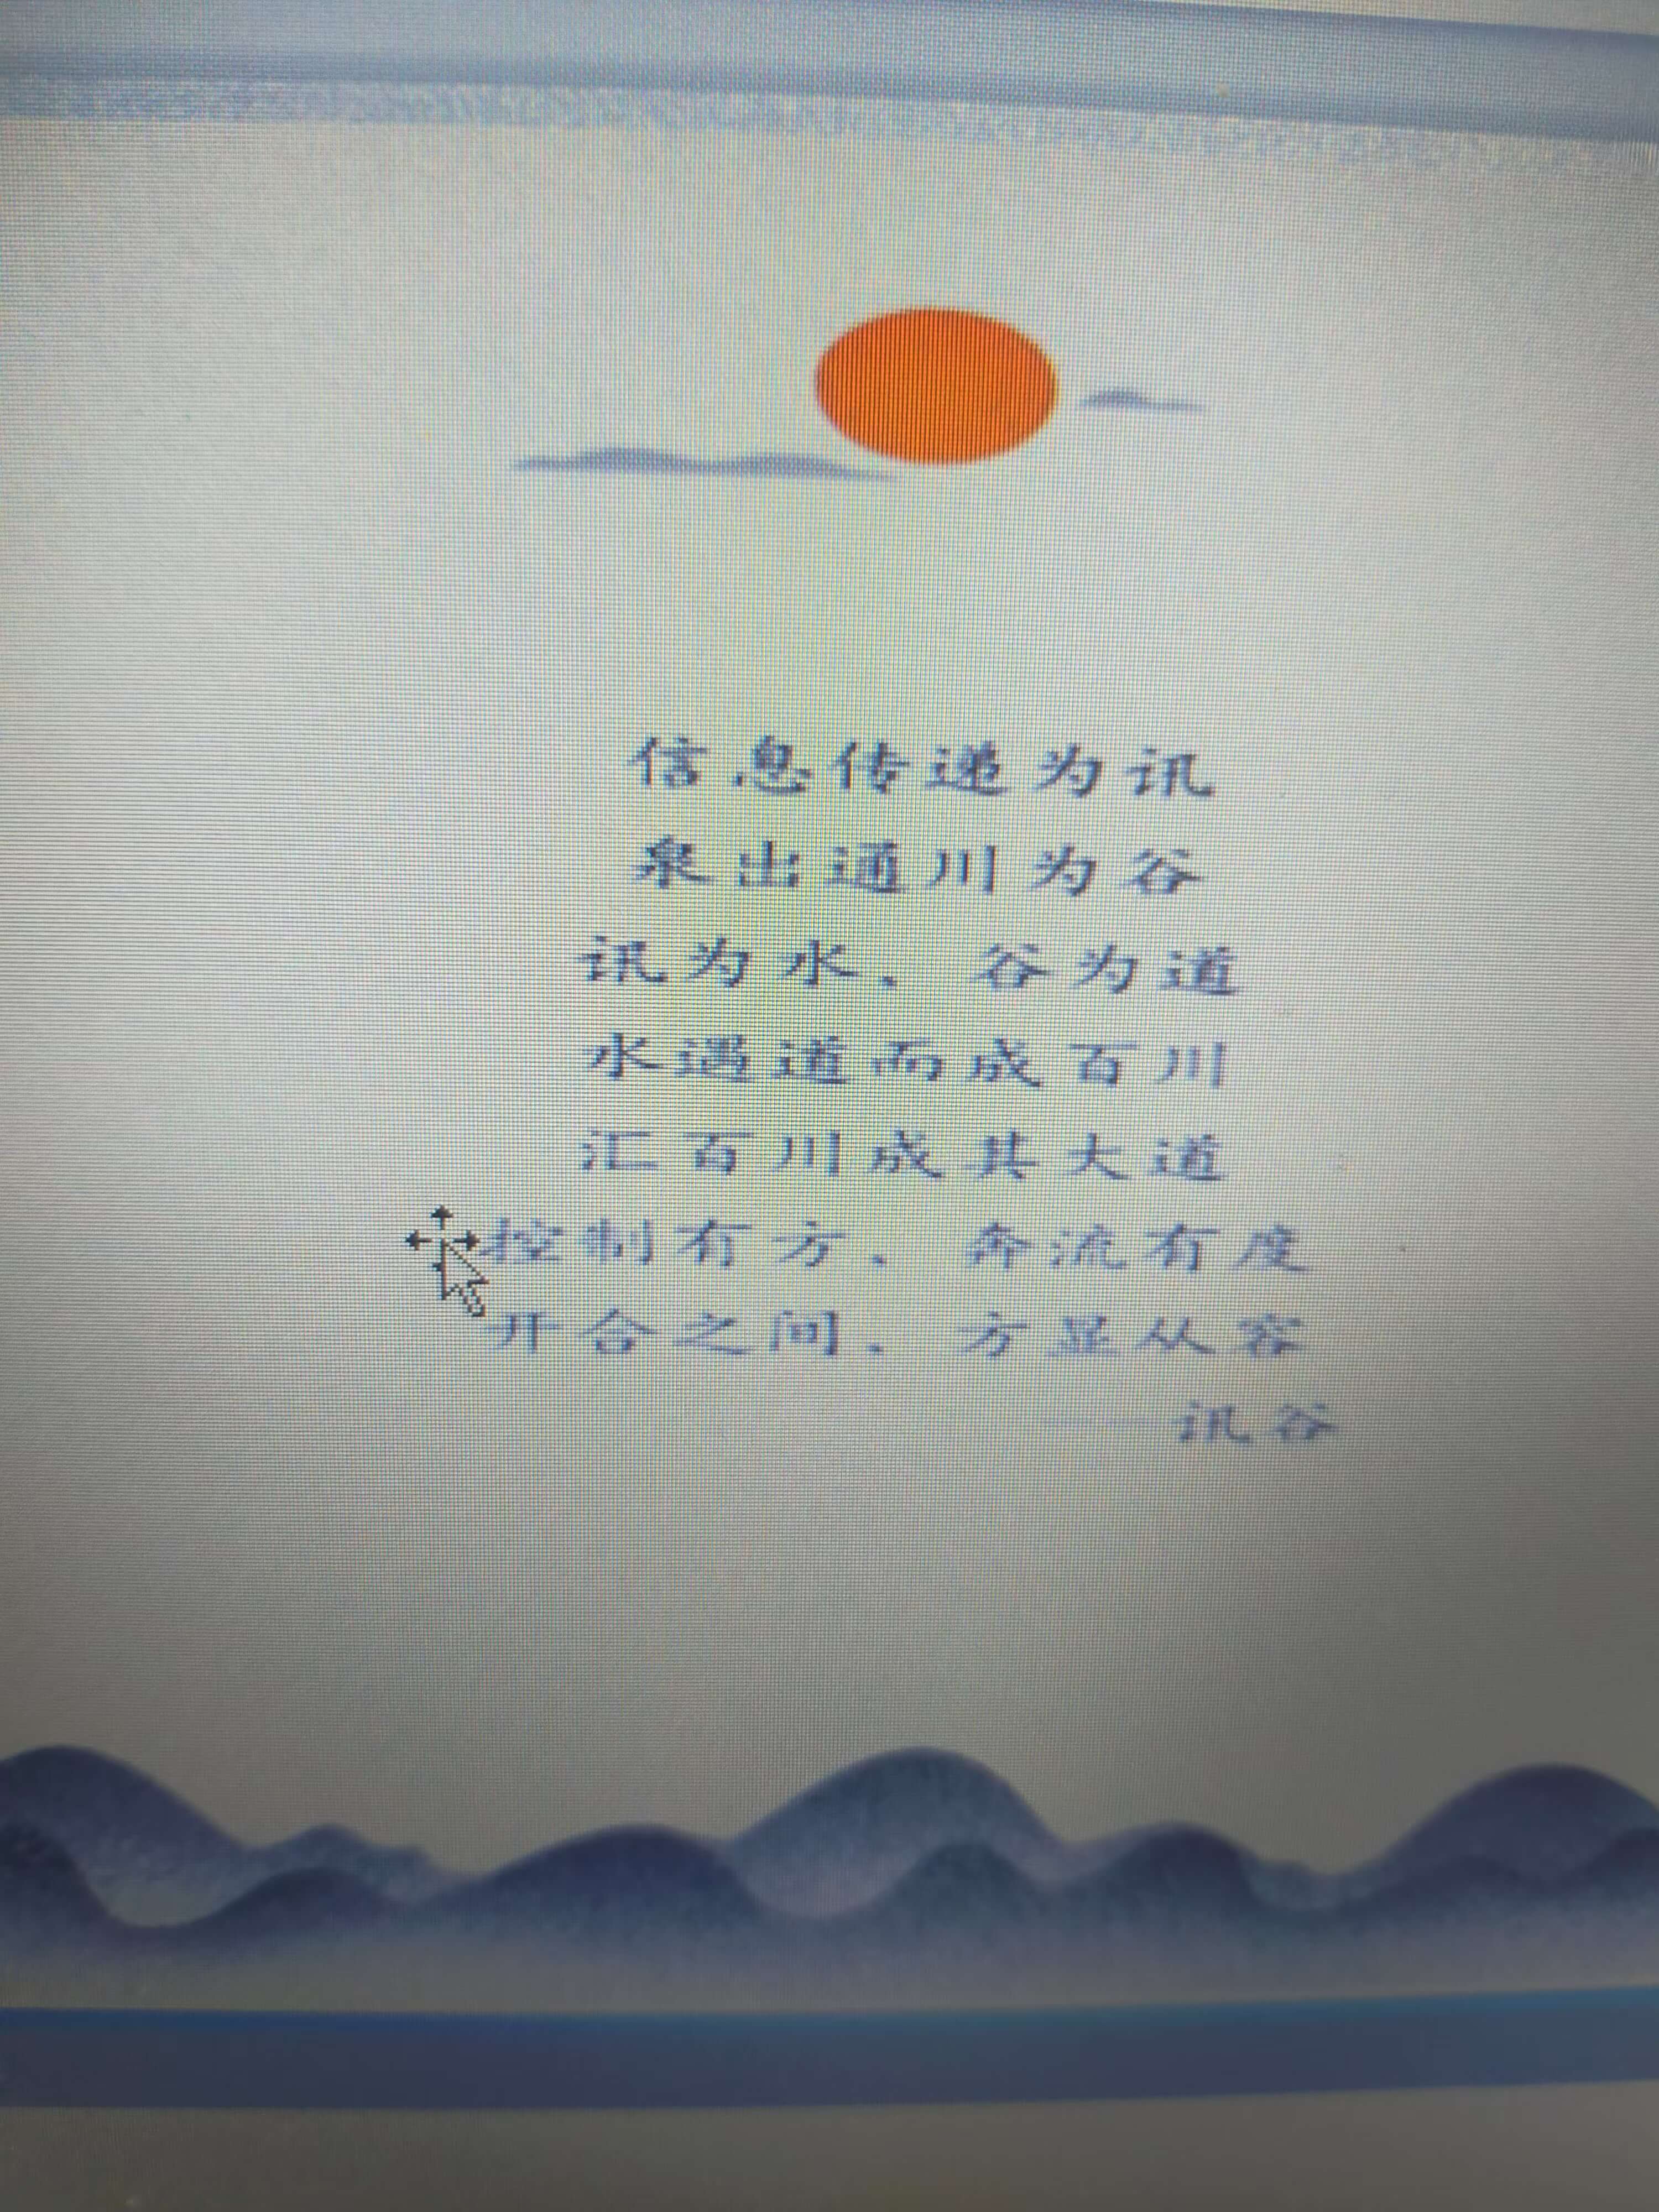 信息传递为讯
泉出通川为谷
讯为水、谷为道
水遇道而成百川
汇百川成其大道
控制有方、奔流有度
开合之间、方显从容
——讯谷